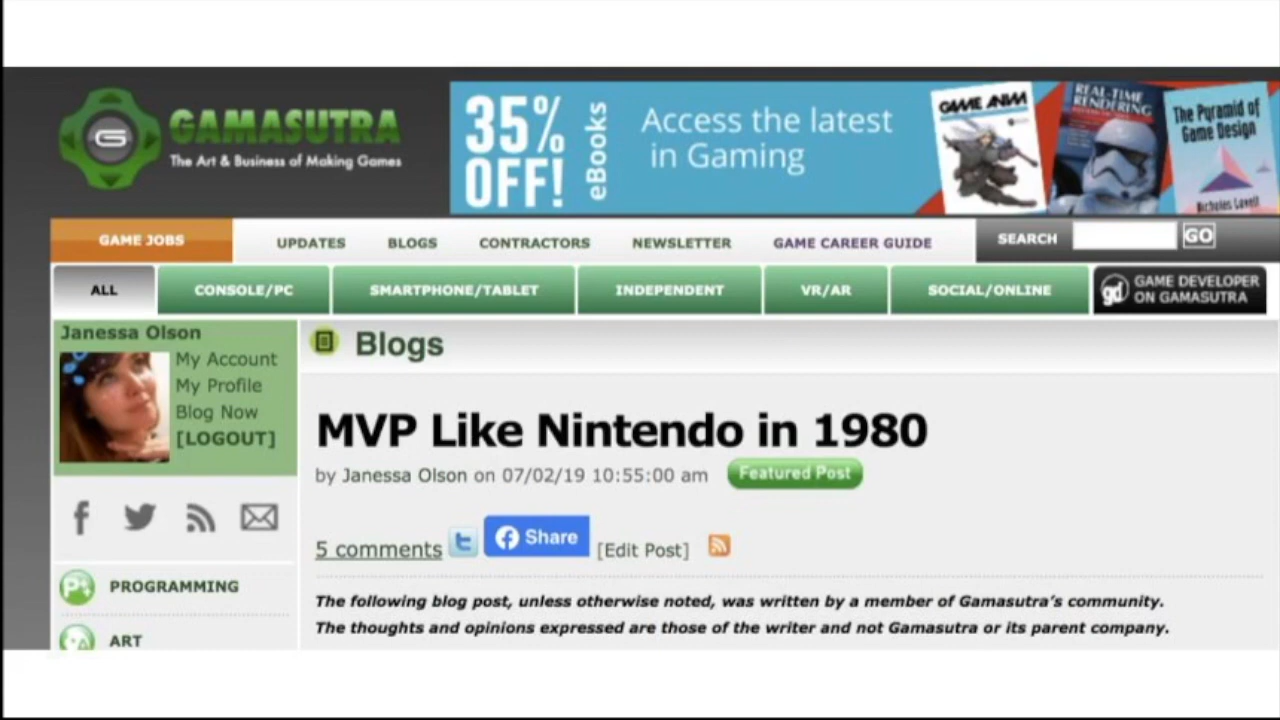 GAMASUTRA
The Art & Business of Making Games
35%
OFF!
eBooks
Access the latest
in Gaming
GAME ANIM
REAL-TIME
RENDERING
The Pyramid of
Game Design
Nicholas Lovell
GAME JOBS
UPDATES BLOGS CONTRACTORS NEWSLETTER GAME CAREER GUIDE
SEARCH GO
ALL CONSOLE/PC SMARTPHONE/TABLET INDEPENDENT VR/AR SOCIAL/ONLINE
gd GAME DEVELOPER
ON GAMASUTRA
Janessa Olson
My Account
My Profile
Blog Now
[LOGOUT]
PROGRAMMING
ART
Blogs
MVP Like Nintendo in 1980
by Janessa Olson on 07/02/19 10:55:00 am Featured Post
5 comments Share [Edit Post]
The following blog post, unless otherwise noted, was written by a member of Gamasutra's community.
The thoughts and opinions expressed are those of the writer and not Gamasutra or its parent company.